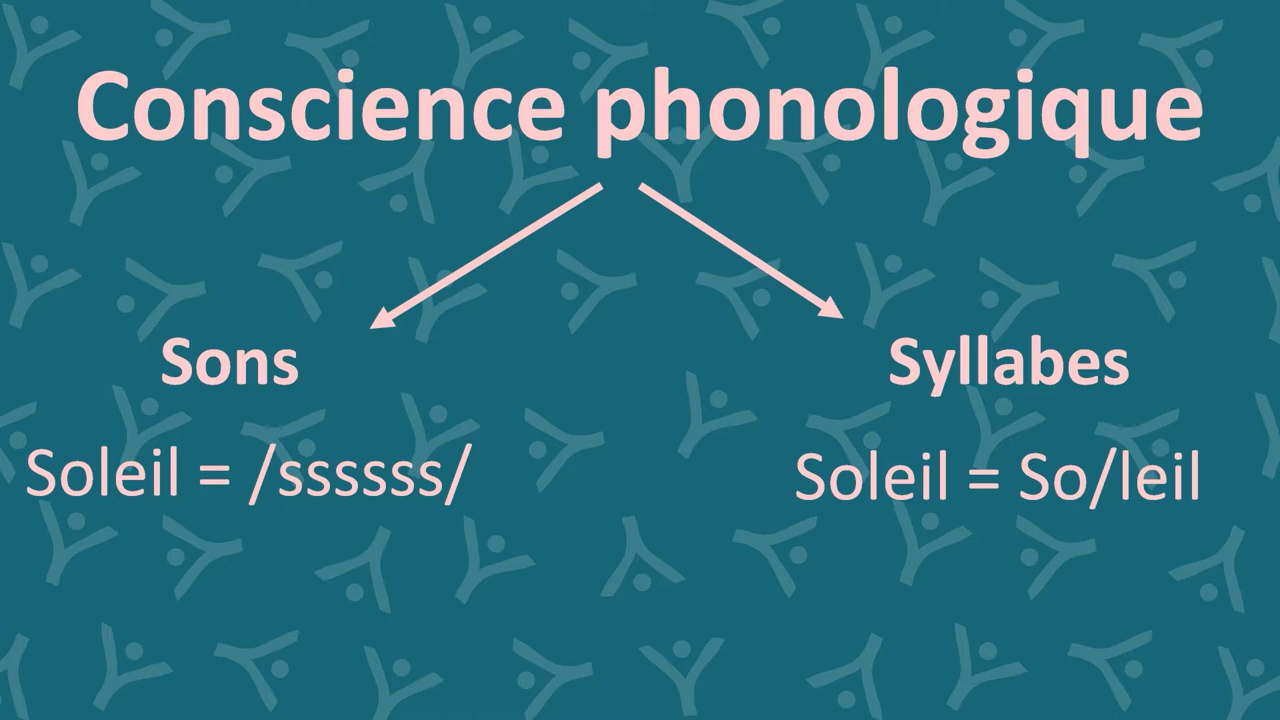 Conscience phonologique
Sons
Syllabes
Soleil = /ssssss/
Soleil = So/leil